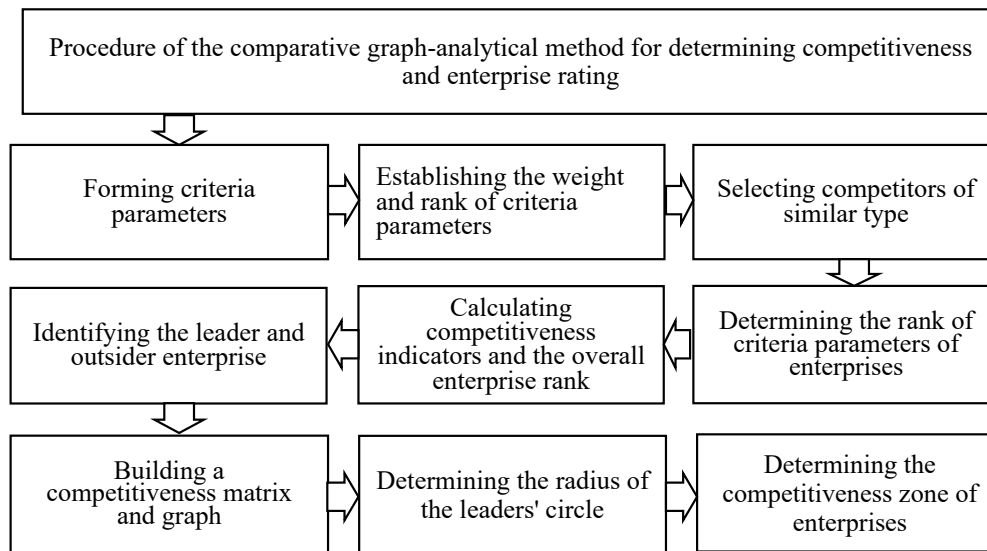 Procedure of the comparative graph-analytical method for determining competitiveness
and enterprise rating
Forming criteria
parameters
Establishing the weight
and rank of criteria
parameters
Selecting competitors of
similar type
Identifying the leader and
outsider enterprise
Calculating
competitiveness
indicators and the overall
enterprise rank
Determining the rank of
criteria parameters of
enterprises
Building a
competitiveness matrix
and graph
Determining the radius of
the leaders' circle
Determining the
competitiveness zone of
enterprises